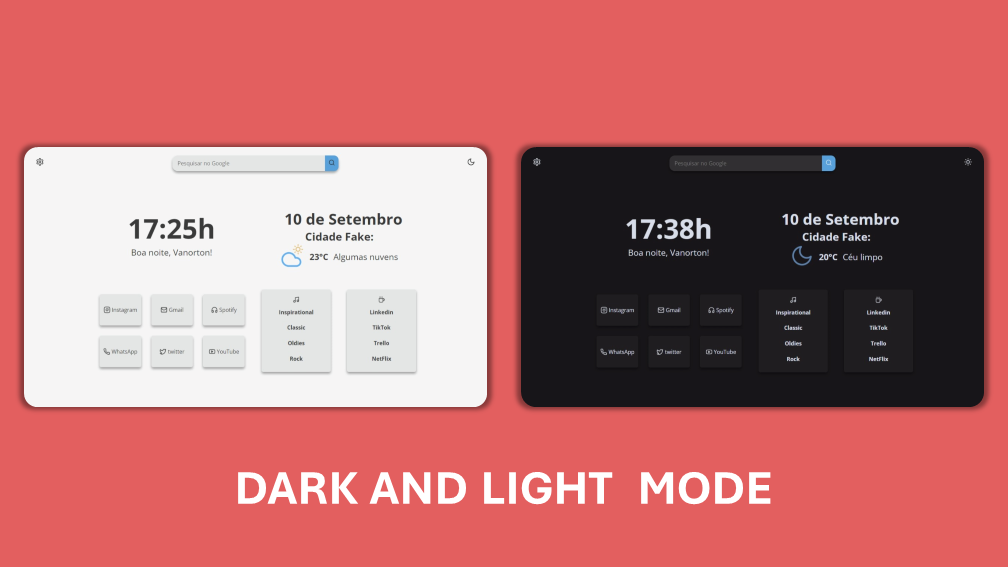 Pesquisar no Google
17:25h
Boa noite, Vanorton!
10 de Setembro
Cidade Fake:
23°C Algumas nuvens
Instagram
Gmail
Spotify
WhatsApp
twitter
YouTube
Inspirational
Classic
Oldies
Rock
Linkedin
TikTok
Trello
NetFlix
Pesquisar no Google
17:38h
Boa noite, Vanorton!
10 de Setembro
Cidade Fake:
20°C Céu limpo
Instagram
Gmail
Spotify
WhatsApp
twitter
YouTube
Inspirational
Classic
Oldies
Rock
Linkedin
TikTok
Trello
NetFlix
DARK AND LIGHT MODE